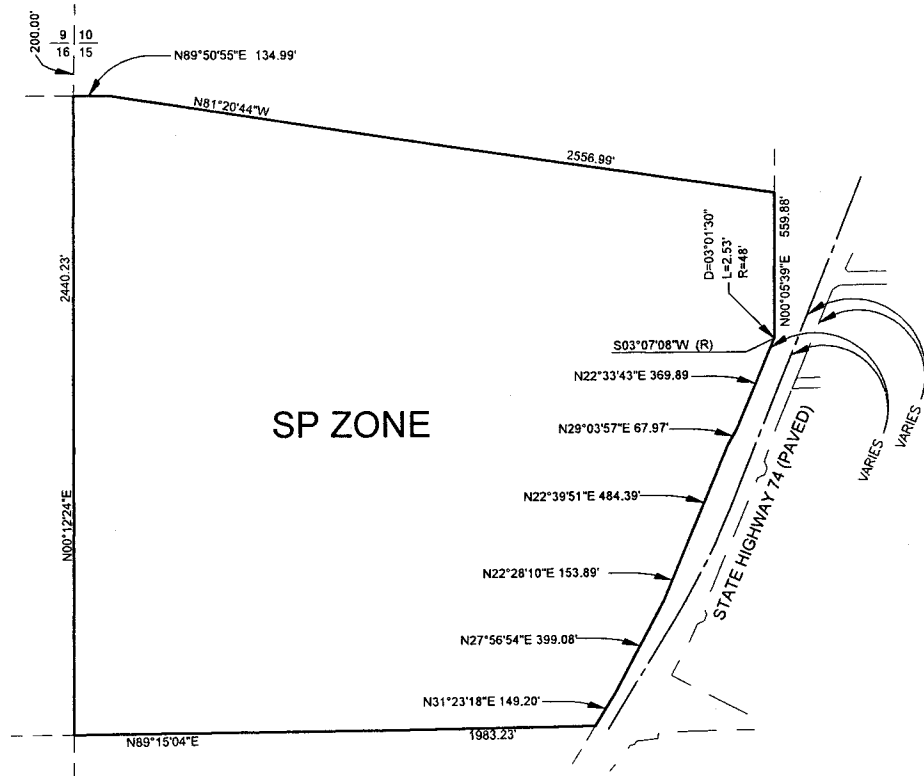 200.00'
9 10
16 15
N89°50'55"E 134.99'
N81°20'44"W
2556.99'
559.88'
N00°05'39"E
D=03°01'30"
L=2.53'
R=48'
S03°07'08"W (R)
N22°33'43"E 369.89
N29°03'57"E 67.97'
N22°39'51"E 484.39'
N22°28'10"E 153.89'
N27°56'54"E 399.08'
N31°23'18"E 149.20'
2440.23'
N00°12'24"E
SP ZONE
STATE HIGHWAY 74 (PAVED)
VARIES
VARIES
N89°15'04"E
1983.23'